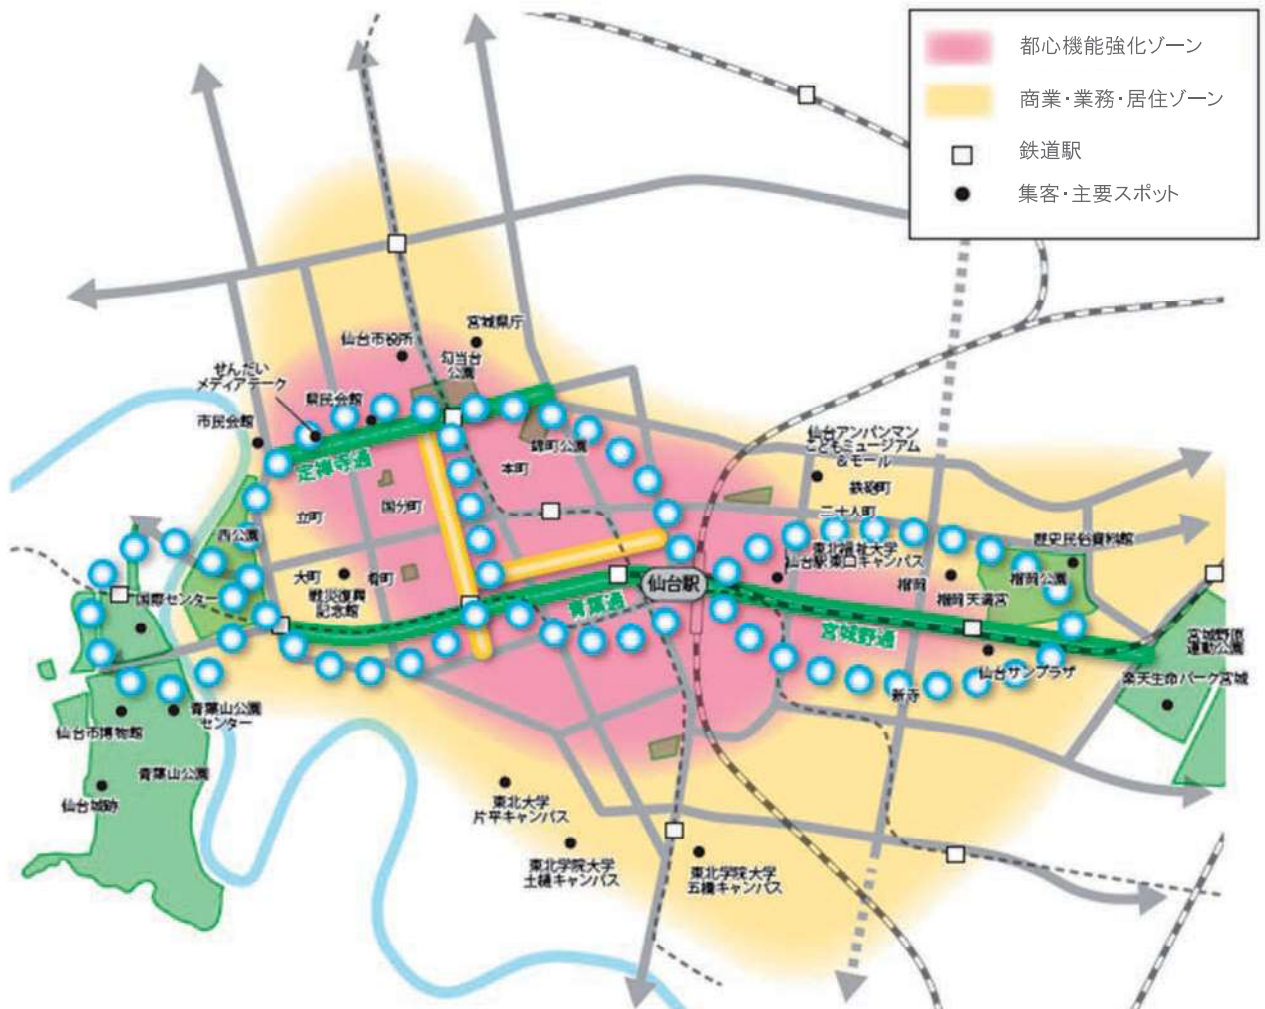 都心機能強化ゾーン
商業・業務・居住ゾーン
鉄道駅
集客・主要スポット
宮城県庁
仙台市役所
勾当台
公園
せんだい
メディアテーク
県民会館
市民会館
定禅寺通
錦町公園
本町
国分町
立町
西公園
仙台アンパンマン
こどもミュージアム
&モール
鉄砲町
二十人町
東北福祉大学
仙台駅東口キャンパス
歴史民俗資料館
榴岡
榴岡公園
榴岡天満宮
大町
肴町
戦災復興
記念館
国際センター
仙台駅
青葉通
宮城野通
宮城野原
運動公園
仙台サンプラザ
楽天生命パーク宮城
新寺
青葉山公園
センター
仙台市博物館
青葉山公園
仙台城跡
東北大学
片平キャンパス
東北学院大学
土樋キャンパス
東北学院大学
五橋キャンパス